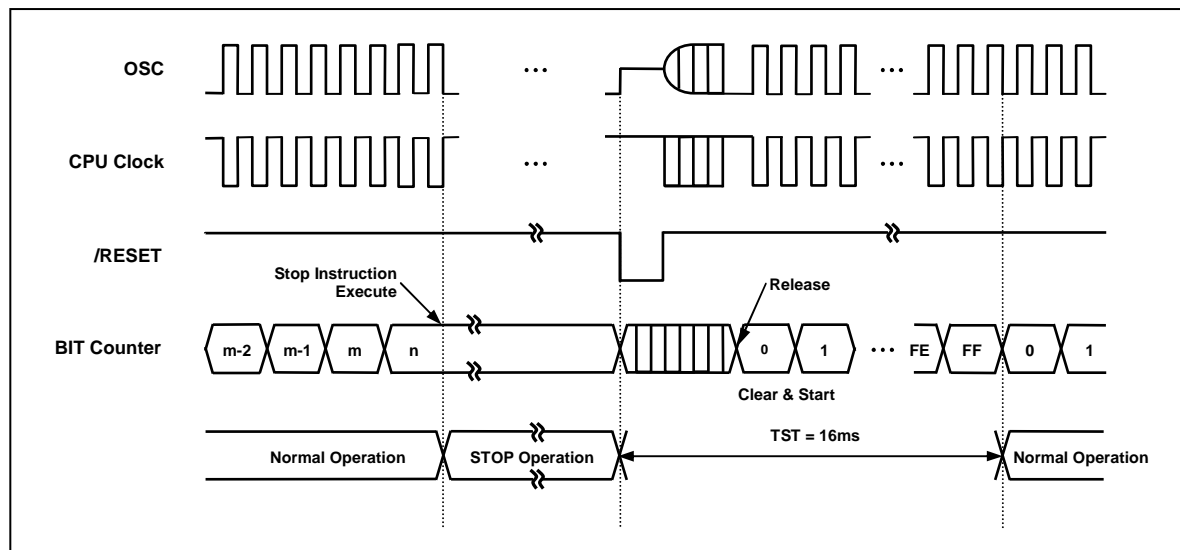 OSC
...
CPU Clock
...
...
/RESET
Stop Instruction
Execute
Release
BIT Counter
m-2 m-1 m n 0 1 ... FE FF 0 1
Clear & Start
TST = 16ms
Normal Operation STOP Operation Normal Operation